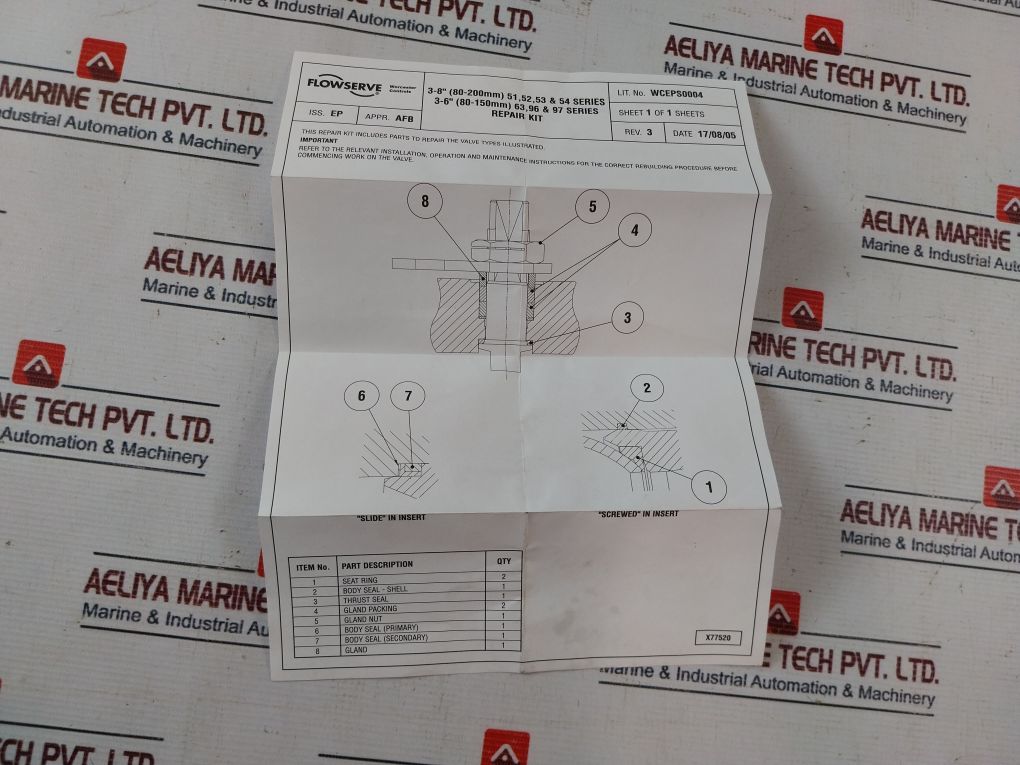 PVT. LTD.
& Industrial Automation & Machinery
MARINE TECH PVT. LTD.
Industrial Automation & Machinery
AELIYA MARINE TECH PVT. LTD.
Marine & Industrial Automation & Machinery
AELIYA MARINE
Marine & Industrial
AELIYA MAR
Marine & Indust
TECH PVT. LTD.
Automation & Machinery
TECH PVT. LTD.
Automation & Machinery
AELIYA MARINE
Marine & Industrial
AELIYA MARINE
Marine & Industrial
TECH PVT. LTD.
Marine & Industrial Automation & Machinery
FLOWSERVE
Worcester
Controls
3-8" (80-200mm) 51,52,53 & 54 SERIES
3-6" (80-150mm) 63,96 & 97 SERIES
REPAIR KIT
LIT. No. WCEPS0004
SHEET 1 OF 1 SHEETS
ISS. EP
APPR. AFB
REV. 3
DATE 17/08/05
THIS REPAIR KIT INCLUDES PARTS TO REPAIR THE VALVE TYPES ILLUSTRATED.
IMPORTANT
REFER TO THE RELEVANT INSTALLATION, OPERATION AND MAINTENANCE INSTRUCTIONS FOR THE CORRECT REBUILDING PROCEDURE BEFORE
COMMENCING WORK ON THE VALVE.
8
5
4
3
6 7
2
1
"SLIDE" IN INSERT
"SCREWED" IN INSERT
ITEM No. PART DESCRIPTION QTY
1 SEAT RING 2
2 BODY SEAL - SHELL 1
3 THRUST SEAL 1
4 GLAND PACKING 2
5 GLAND NUT 1
6 BODY SEAL (PRIMARY) 1
7 BODY SEAL (SECONDARY) 1
8 GLAND 1
X77520